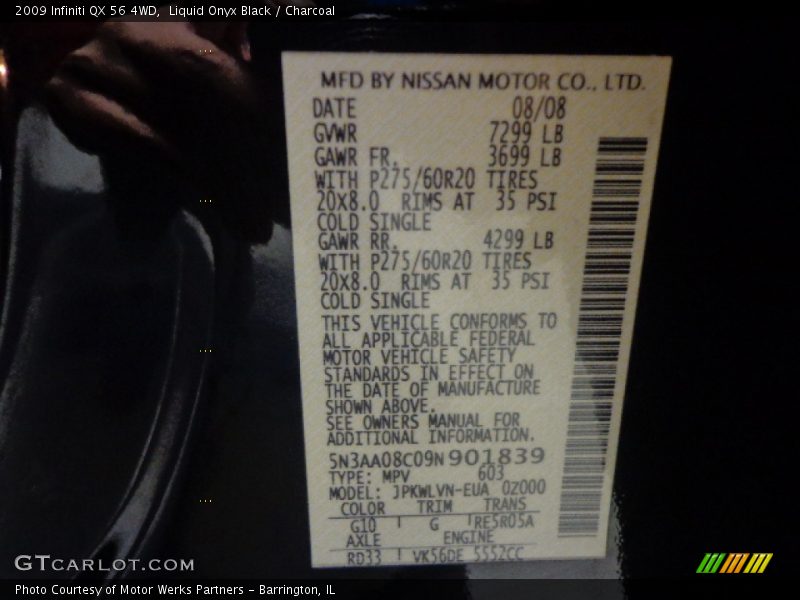 2009 Infiniti QX 56 4WD, Liquid Onyx Black / Charcoal
MFD BY NISSAN MOTOR CO., LTD.
DATE 08/08
GVWR 7299 LB
GAWR FR. 3699 LB
WITH P275/60R20 TIRES
20X8.0 RIMS AT 35 PSI
COLD SINGLE
GAWR RR. 4299 LB
WITH P275/60R20 TIRES
20X8.0 RIMS AT 35 PSI
COLD SINGLE
THIS VEHICLE CONFORMS TO
ALL APPLICABLE FEDERAL
MOTOR VEHICLE SAFETY
STANDARDS IN EFFECT ON
THE DATE OF MANUFACTURE
SHOWN ABOVE.
SEE OWNERS MANUAL FOR
ADDITIONAL INFORMATION.
5N3AA08C09N901839
TYPE: MPV 603
MODEL: JPKWLVN-EUA 0Z000
COLOR TRIM TRANS
G10 G RE5R05A
AXLE ENGINE
RD33 VK56DE 5552CC
GTCARLOT.COM
Photo Courtesy of Motor Werks Partners - Barrington, IL